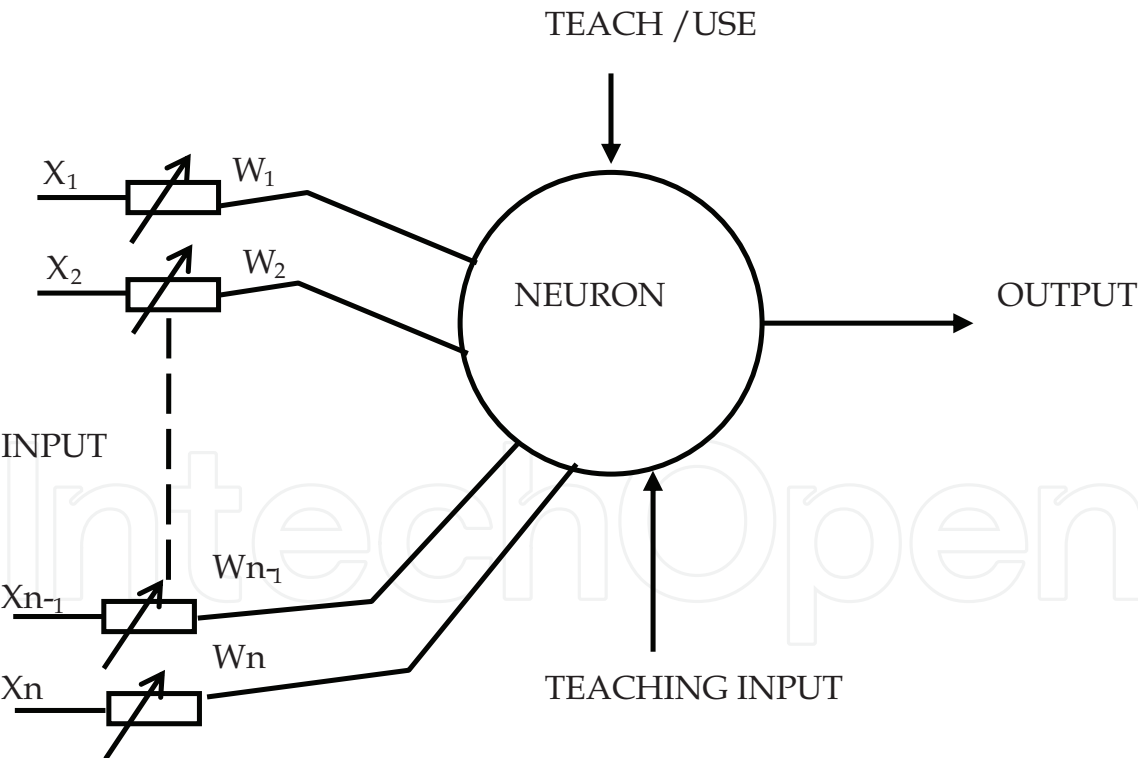 TEACH /USE
X₁
W₁
X₂
W₂
NEURON
OUTPUT
INPUT
Wn-₁
Xn-₁
Wn
Xn
TEACHING INPUT
IntechOpen